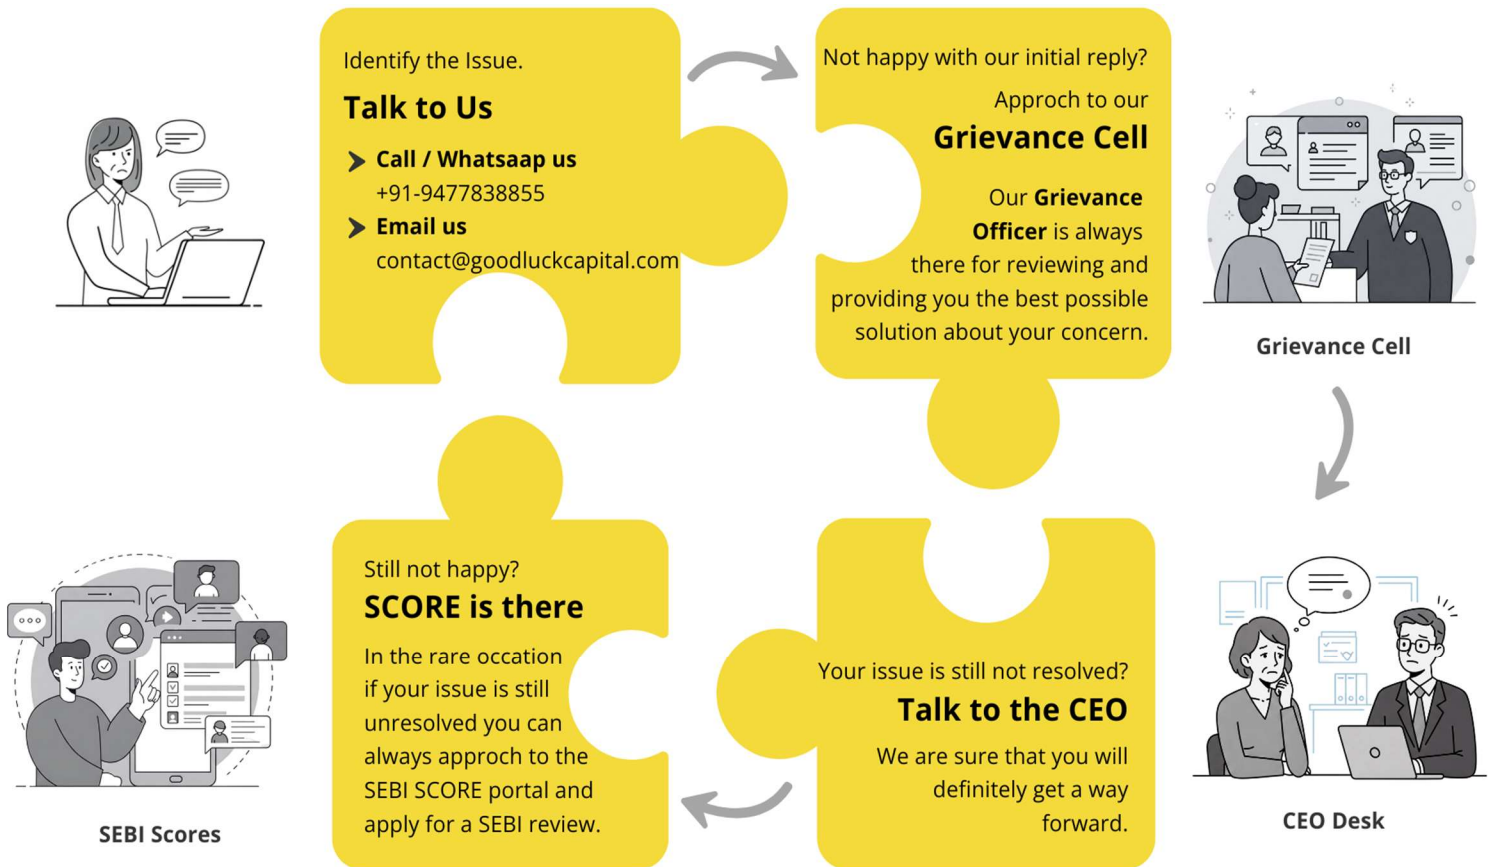 Identify the Issue.
Talk to Us
Call / Whatsaap us
+91-9477838855
Email us
contact@goodluckcapital.com
Not happy with our initial reply?
Approch to our
Grievance Cell
Our Grievance
Officer is always
there for reviewing and
providing you the best possible
solution about your concern.
Grievance Cell
Your issue is still not resolved?
Talk to the CEO
We are sure that you will
definitely get a way
forward.
CEO Desk
Still not happy?
SCORE is there
In the rare occation
if your issue is still
unresolved you can
always approch to the
SEBI SCORE portal and
apply for a SEBI review.
SEBI Scores